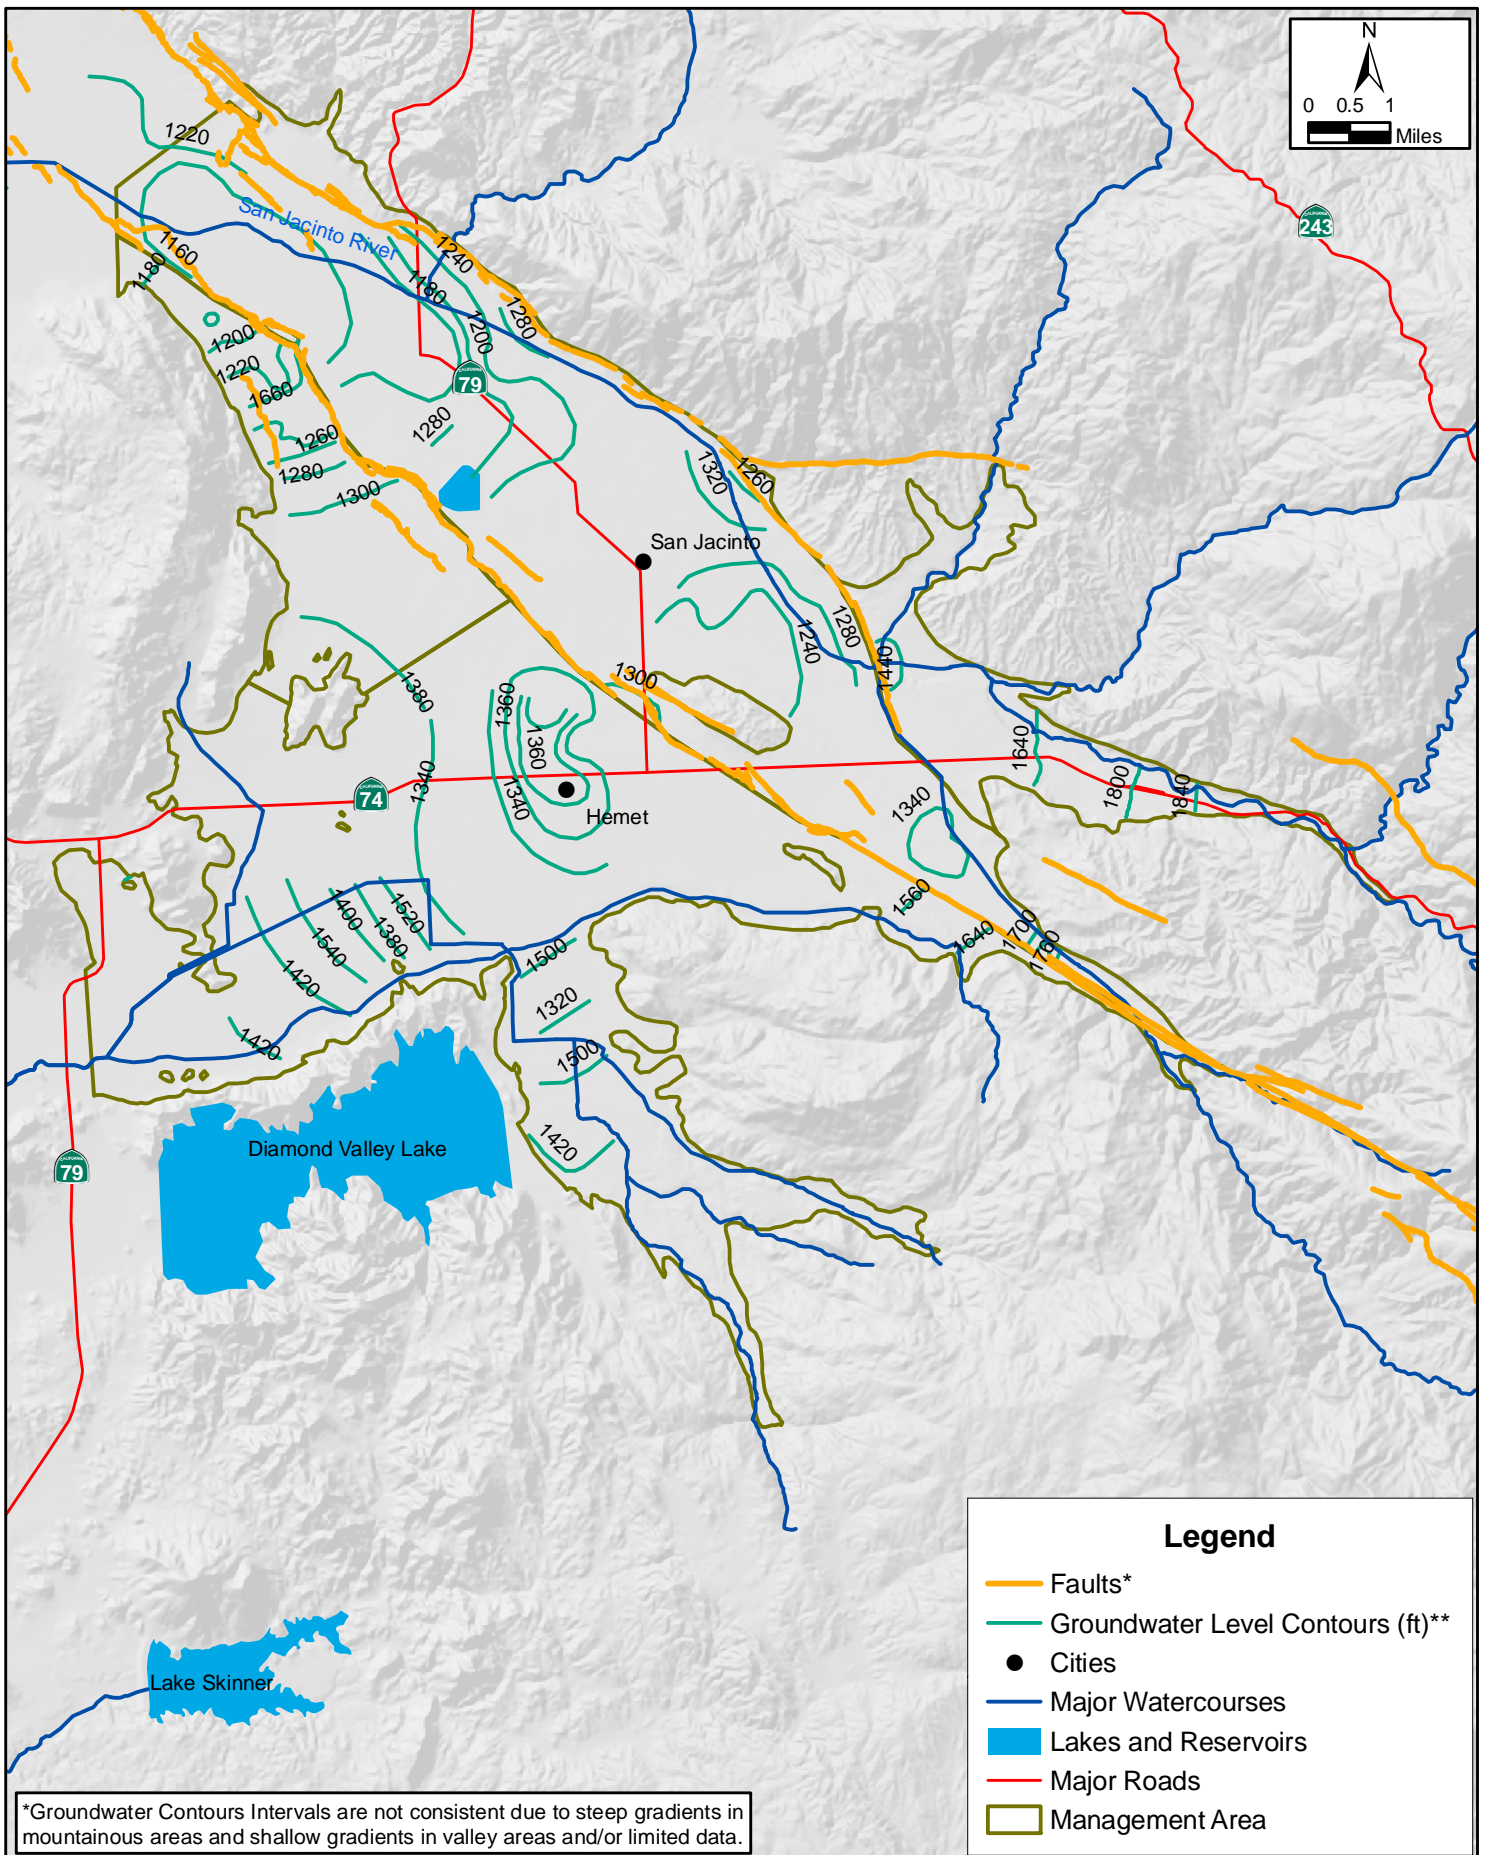 N
0 0.5 1
Miles
1220
San Jacinto River
CALIFORNIA
243
1240
1160
1180
1180
1280
1200
1200
1220
CALIFORNIA
79
1660
1280
1260
1280
1300
1320
1260
San Jacinto
1280
1240
1440
1300
1380
1360
1360
1640
1340
1340
CALIFORNIA
74
1800
1840
1340
Hemet
1560
1520
1400
1380
1540
1420
1640
1700
1760
1500
1320
1420
1500
1420
Diamond Valley Lake
CALIFORNIA
79
Legend
Faults*
Groundwater Level Contours (ft)**
Cities
Major Watercourses
Lakes and Reservoirs
Major Roads
Management Area
Lake Skinner
*Groundwater Contours Intervals are not consistent due to steep gradients in
mountainous areas and shallow gradients in valley areas and/or limited data.